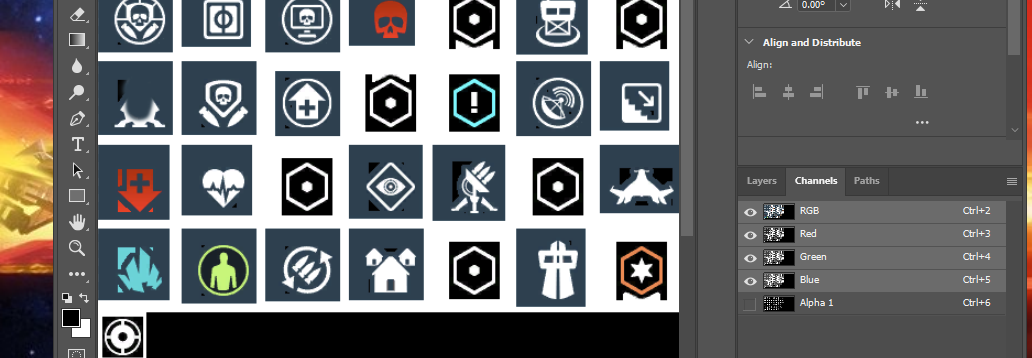 0.00°
Align and Distribute
Align:
Layers Channels Paths
RGB Ctrl+2
Red Ctrl+3
Green Ctrl+4
Blue Ctrl+5
Alpha 1 Ctrl+6